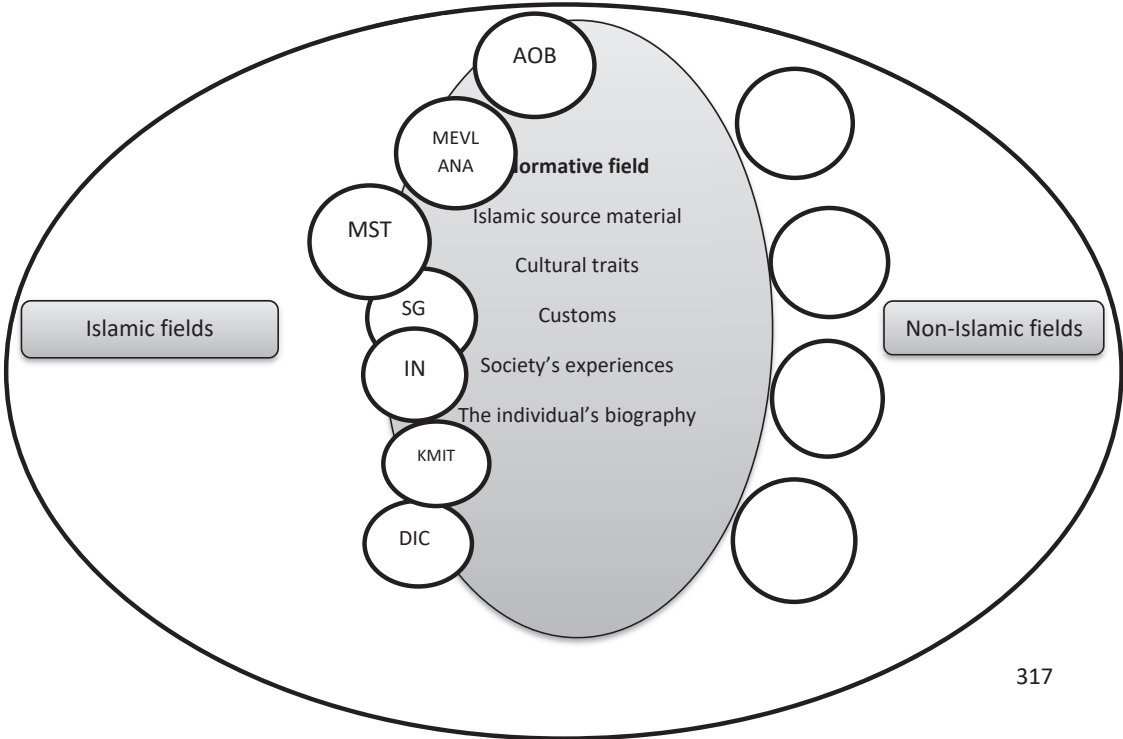 AOB
MEVL
ANA
ormative field
Islamic source material
MST
Cultural traits
SG
Customs
Islamic fields
Non-Islamic fields
IN
Society’s experiences
The individual’s biography
KMIT
DIC
317